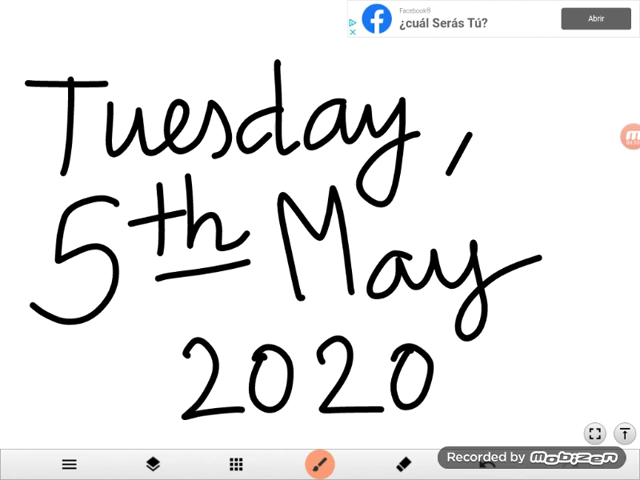 Facebook®
¿cuál Serás Tú?
Abrir
Tuesday,
5th May
2020
Recorded by Mobizen